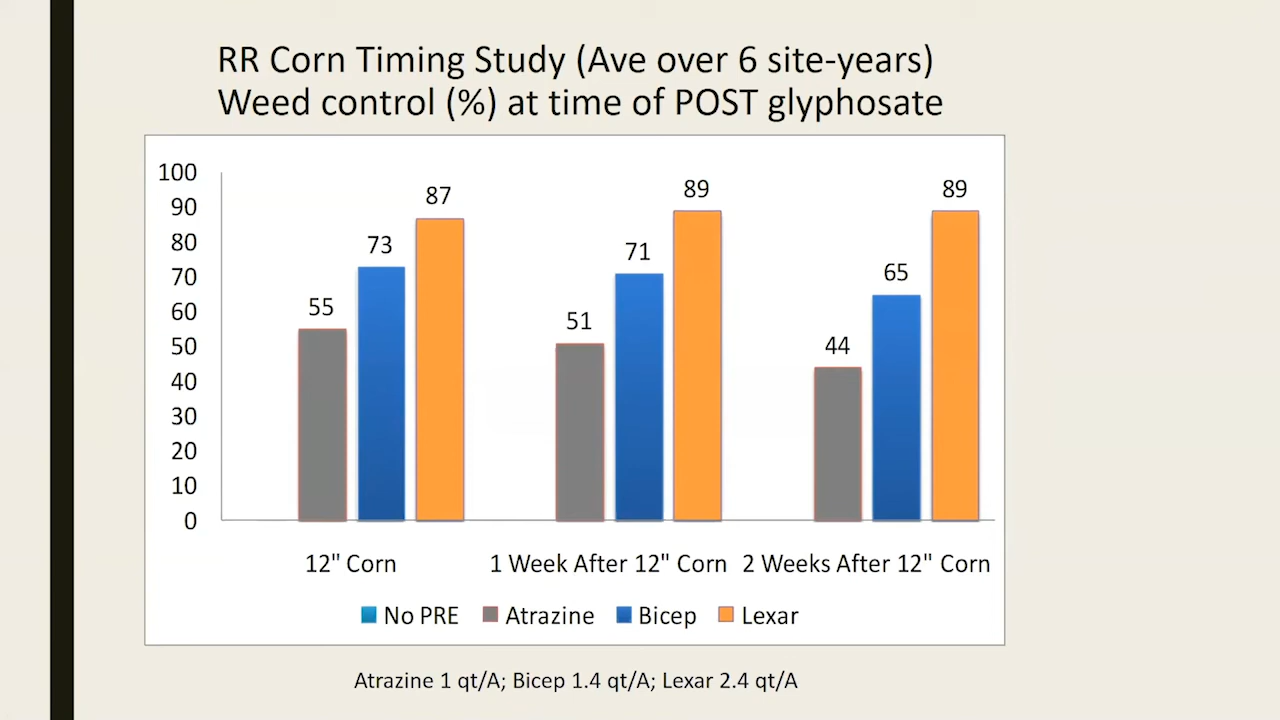 RR Corn Timing Study (Ave over 6 site-years)
Weed control (%) at time of POST glyphosate
100
90
80
70
60
50
40
30
20
10
0
55
73
87
51
71
89
44
65
89
12" Corn
1 Week After 12" Corn
2 Weeks After 12" Corn
No PRE
Atrazine
Bicep
Lexar
Atrazine 1 qt/A; Bicep 1.4 qt/A; Lexar 2.4 qt/A